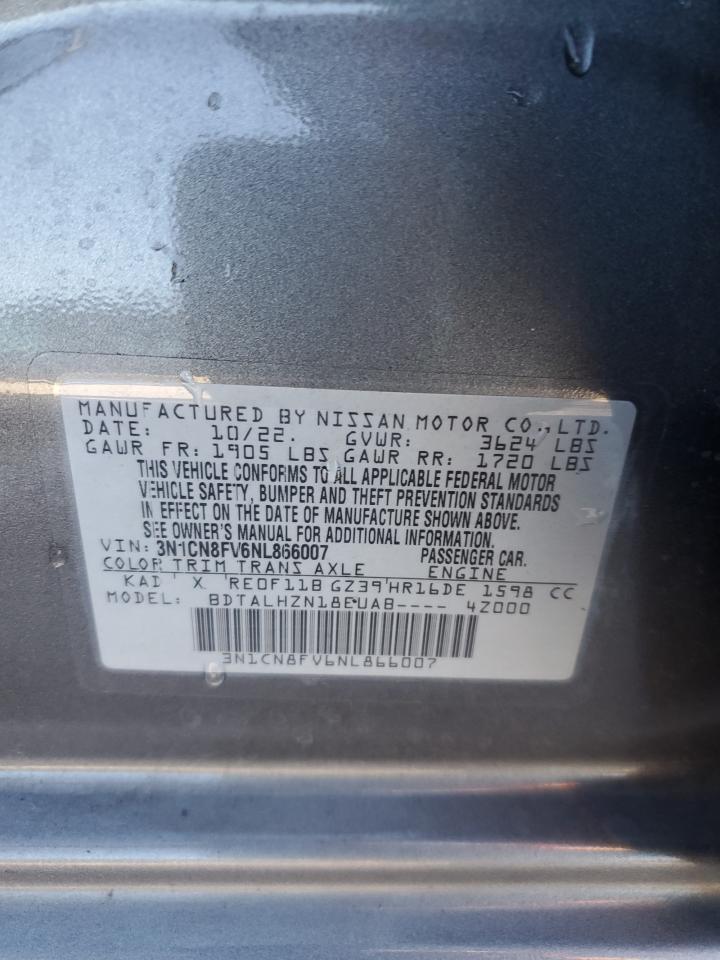 MANUFACTURED BY NISSAN MOTOR CO., LTD.
DATE: 10/22. GVWR: 3624 LBS
GAWR FR: 1905 LBS GAWR RR: 1720 LBS
THIS VEHICLE CONFORMS TO ALL APPLICABLE FEDERAL MOTOR
VEHICLE SAFETY, BUMPER AND THEFT PREVENTION STANDARDS
IN EFFECT ON THE DATE OF MANUFACTURE SHOWN ABOVE.
SEE OWNER'S MANUAL FOR ADDITIONAL INFORMATION.
VIN: 3N1CN8FV6NL866007 PASSENGER CAR.
COLOR TRIM TRANS AXLE ENGINE
KAD X RE0F11B GZ39 HR16DE 1598 CC
MODEL: BDTALHZN18EUAB---- 4Z000
3N1CN8FV6NL866007